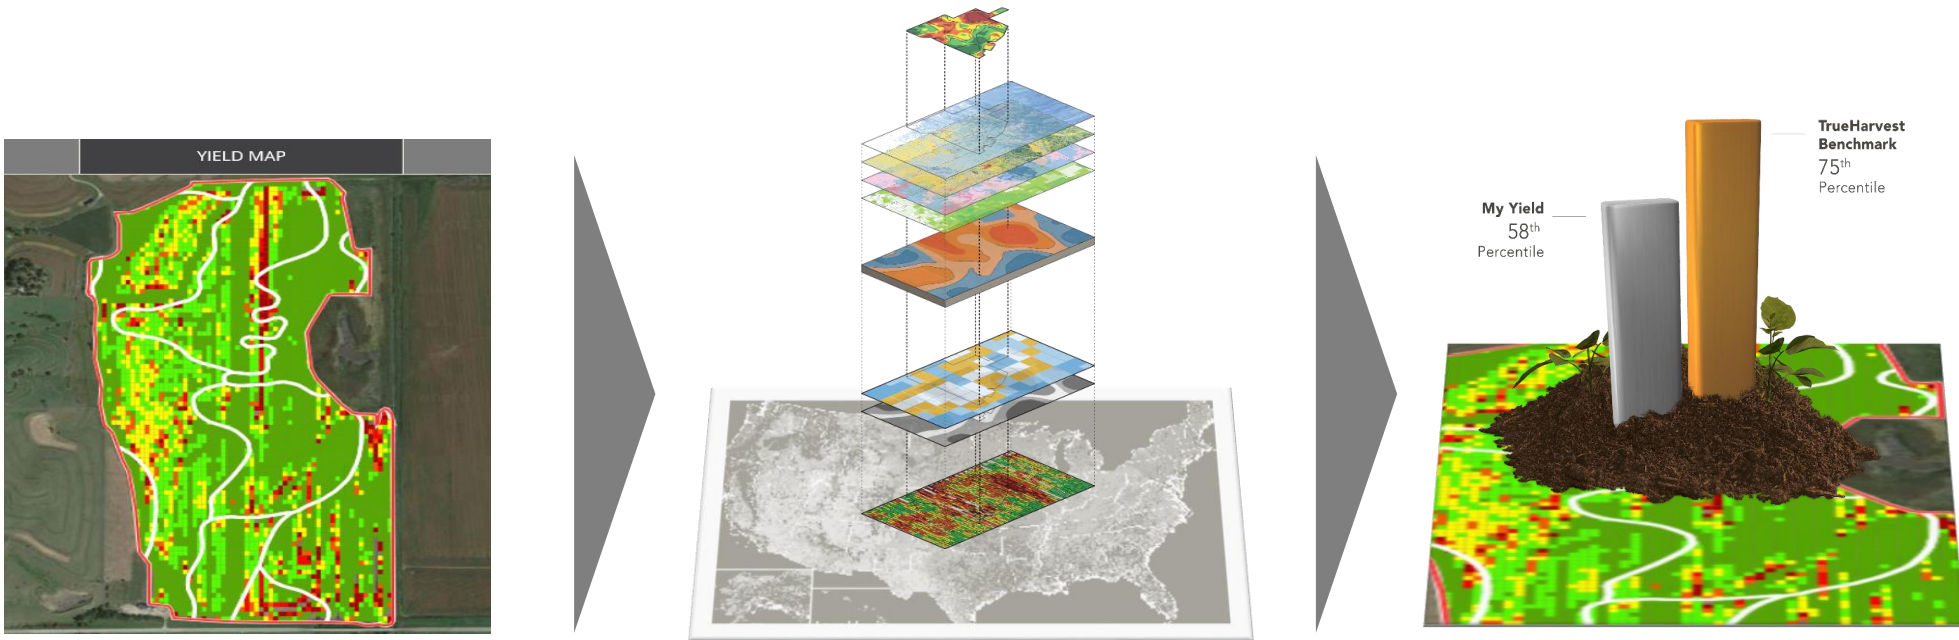 YIELD MAP
TrueHarvest
Benchmark
75th
Percentile
My Yield
58th
Percentile